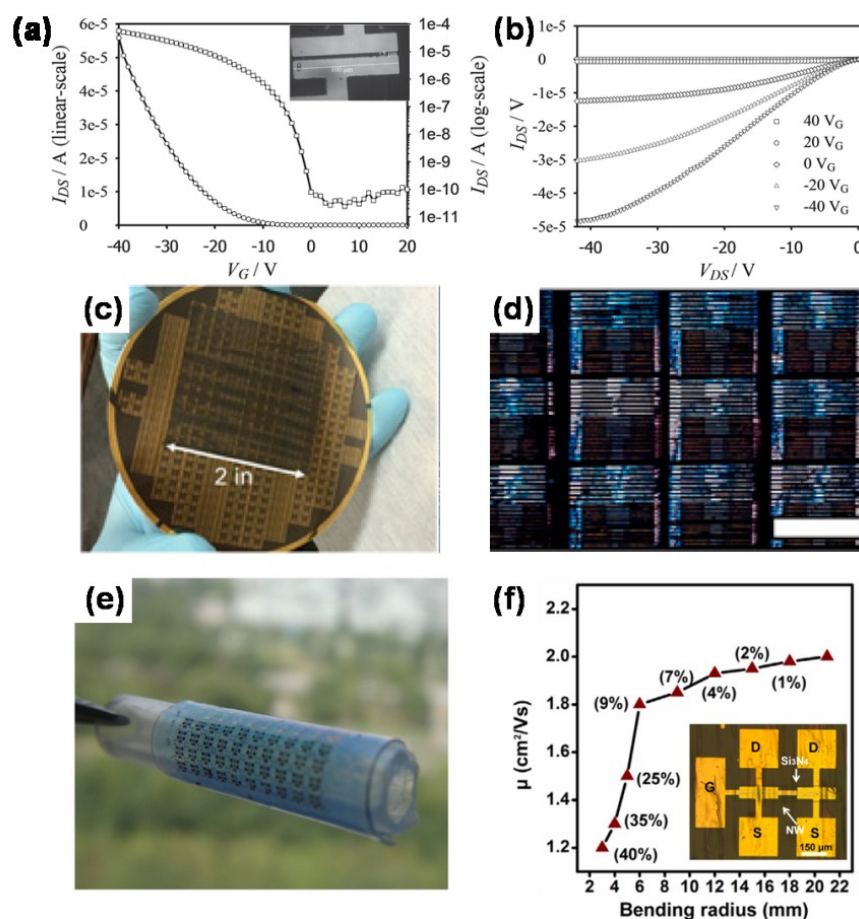 (a)
6e-5
5e-5
4e-5
3e-5
2e-5
1e-5
0
I_DS / A (linear-scale)
1e-4
1e-5
1e-6
1e-7
1e-8
1e-9
1e-10
1e-11
I_DS / A (log-scale)
-40 -30 -20 -10 0 10 20
V_G / V
(b)
0
-1e-5
-2e-5
-3e-5
-4e-5
-5e-5
I_DS / V
40 V_G
20 V_G
0 V_G
-20 V_G
-40 V_G
-40 -30 -20 -10 0
V_DS / V
(c)
2 in
(d)
(e)
(f)
2.2
2.0
1.8
1.6
1.4
1.2
μ (cm²/Vs)
(9%)
(7%)
(4%)
(2%)
(1%)
(25%)
(35%)
(40%)
D D
Si₃N₄
G
NW
S S
150 μm
2 4 6 8 10 12 14 16 18 20 22
Bending radius (mm)